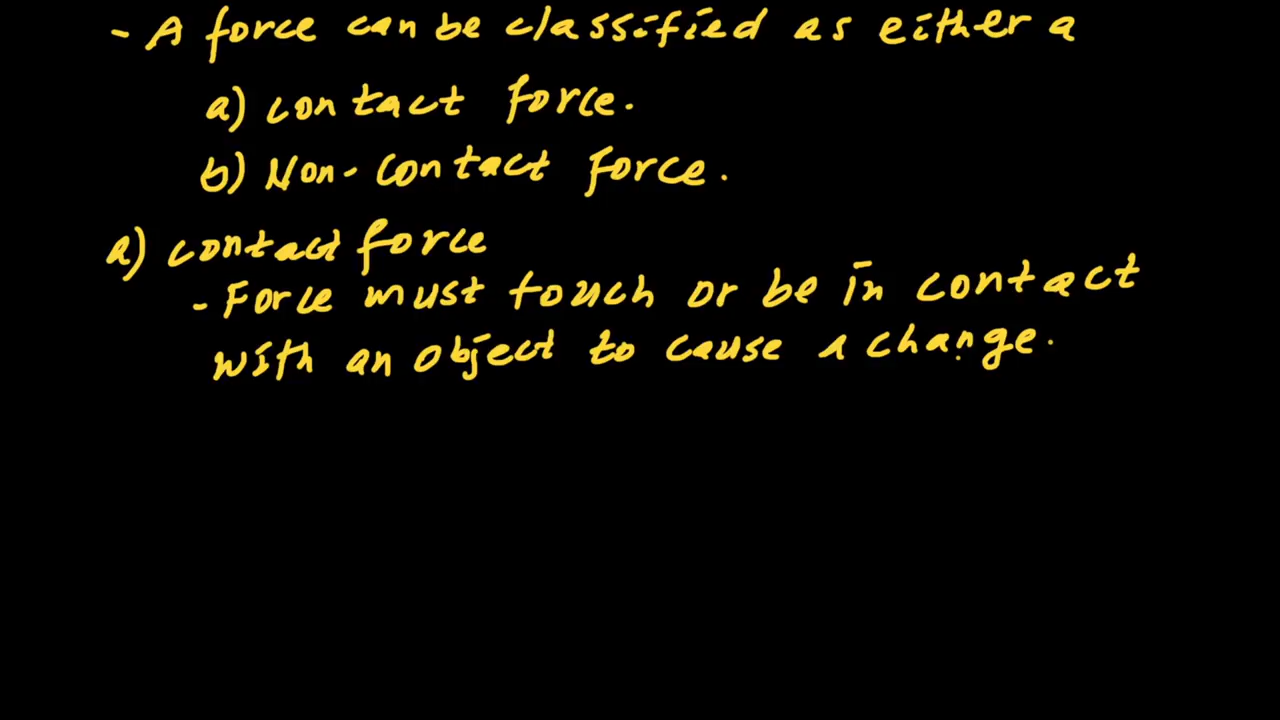 - A force can be classified as either a
a) contact force.
b) Non-contact force.
a) contact force
- Force must touch or be in contact
with an object to cause a change.